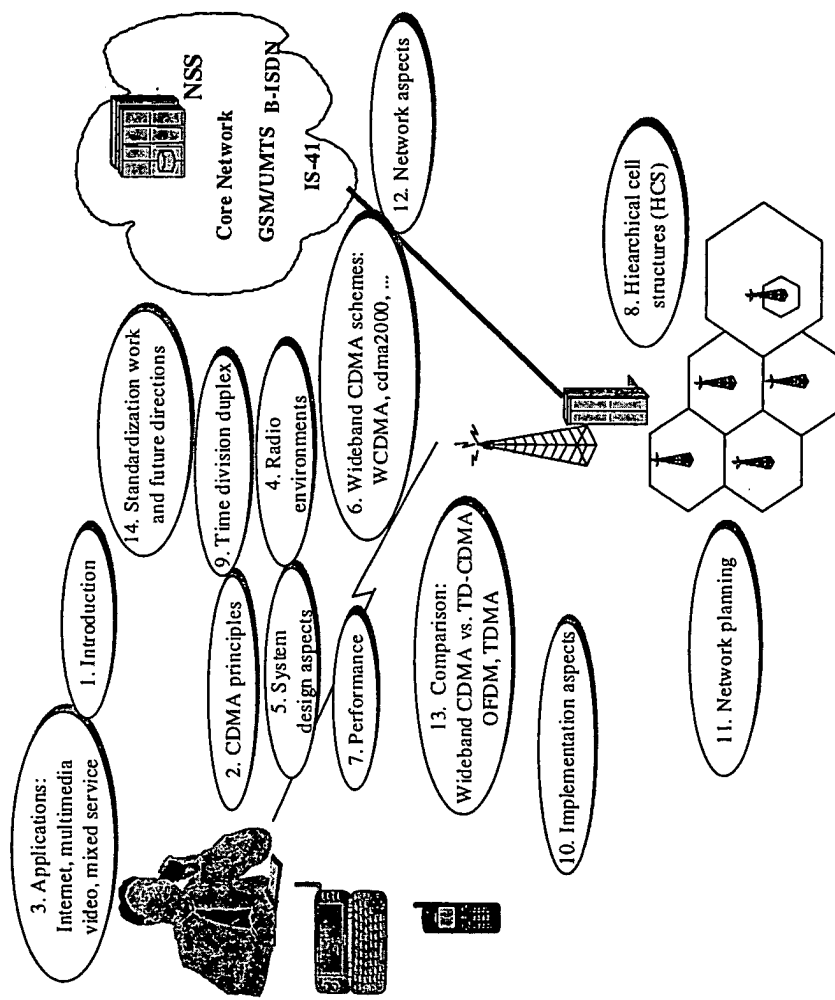 3. Applications:
Internet, multimedia
video, mixed service
1. Introduction
14. Standardization work
and future directions
NSS
Core Network
GSM/UMTS B-ISDN
IS-41
2. CDMA principles
9. Time division duplex
5. System
design aspects
4. Radio
environments
7. Performance
6. Wideband CDMA schemes:
WCDMA, cdma2000, ...
12. Network aspects
13. Comparison:
Wideband CDMA vs. TD-CDMA
OFDM, TDMA
10. Implementation aspects
8. Hiearchical cell
structures (HCS)
11. Network planning